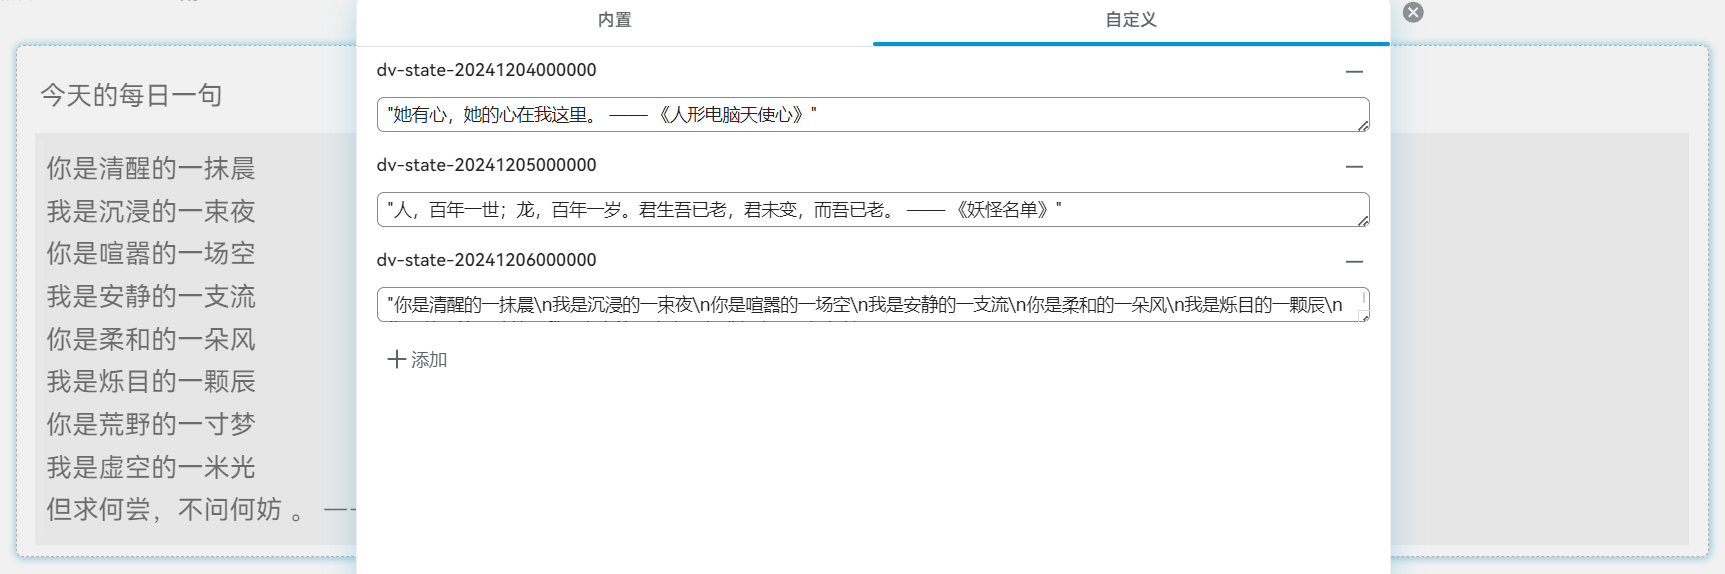 内置
自定义
今天的每日一句
你是清醒的一抹晨
我是沉浸的一束夜
你是喧嚣的一场空
我是安静的一支流
你是柔和的一朵风
我是烁目的一颗辰
你是荒野的一寸梦
我是虚空的一米光
但求何尝，不问何妨 。 —
dv-state-20241204000000
"她有心，她的心在我这里。 —— 《人形电脑天使心》"
dv-state-20241205000000
"人，百年一世；龙，百年一岁。君生吾已老，君未变，而吾已老。 —— 《妖怪名单》"
dv-state-20241206000000
"你是清醒的一抹晨\n我是沉浸的一束夜\n你是喧嚣的一场空\n我是安静的一支流\n你是柔和的一朵风\n我是烁目的一颗辰\n
添加